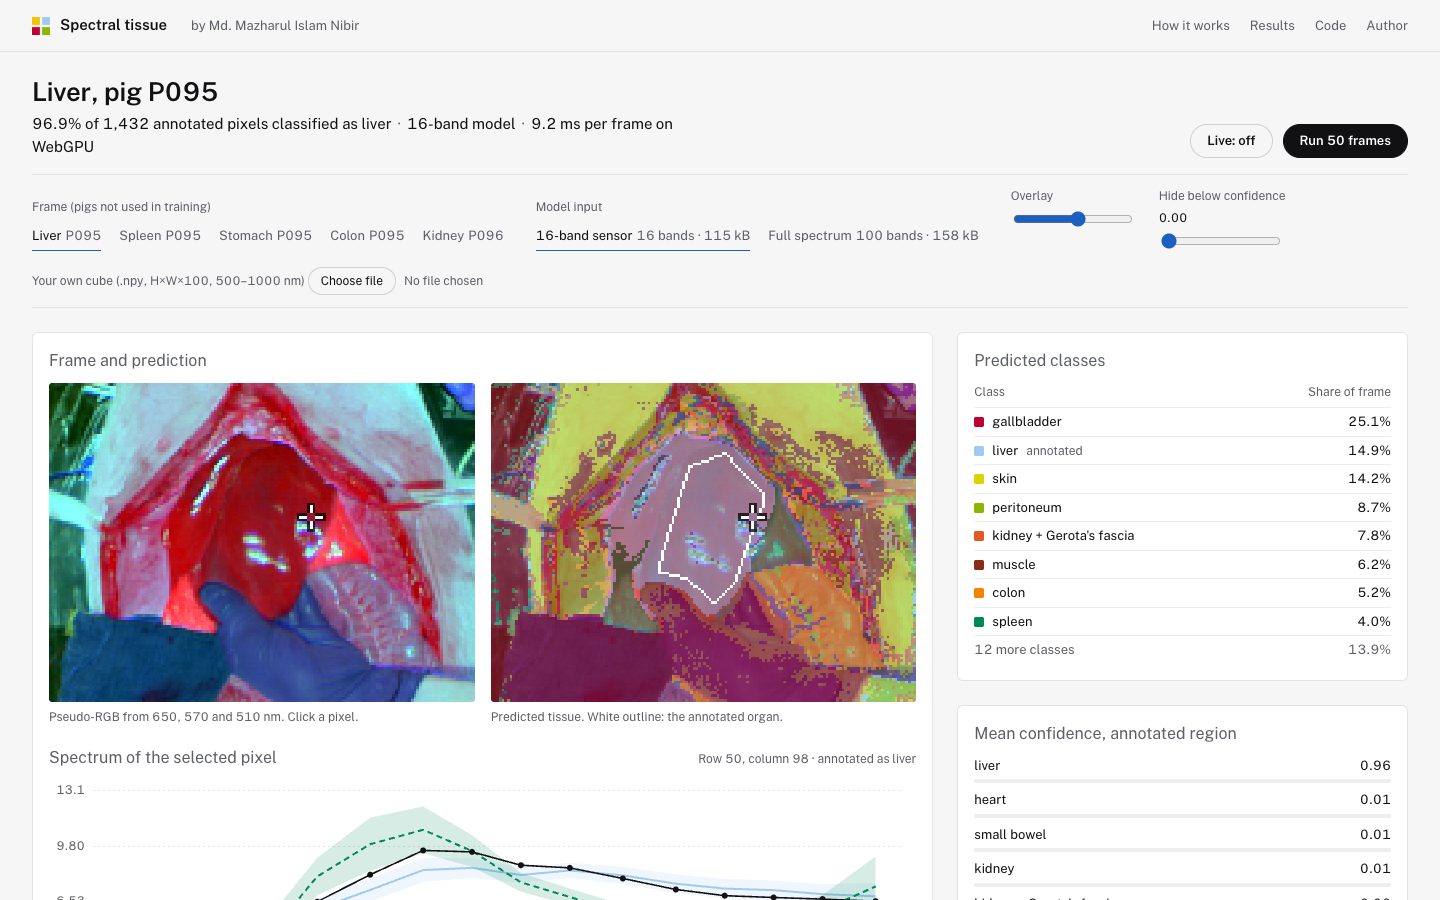 Spectral tissue by Md. Mazharul Islam Nibir How it works Results Code Author
Liver, pig P095
96.9% of 1,432 annotated pixels classified as liver · 16-band model · 9.2 ms per frame on
WebGPU
Live: off Run 50 frames
Frame (pigs not used in training)
Liver P095 Spleen P095 Stomach P095 Colon P095 Kidney P096
Model input
16-band sensor 16 bands · 115 kB Full spectrum 100 bands · 158 kB
Overlay
Hide below confidence
0.00
Your own cube (.npy, H×W×100, 500–1000 nm) Choose file No file chosen
Frame and prediction
Pseudo-RGB from 650, 570 and 510 nm. Click a pixel.
Predicted tissue. White outline: the annotated organ.
Spectrum of the selected pixel
Row 50, column 98 · annotated as liver
13.1
9.80
Predicted classes
Class Share of frame
gallbladder 25.1%
liver annotated 14.9%
skin 14.2%
peritoneum 8.7%
kidney + Gerota's fascia 7.8%
muscle 6.2%
colon 5.2%
spleen 4.0%
12 more classes 13.9%
Mean confidence, annotated region
liver 0.96
heart 0.01
small bowel 0.01
kidney 0.01